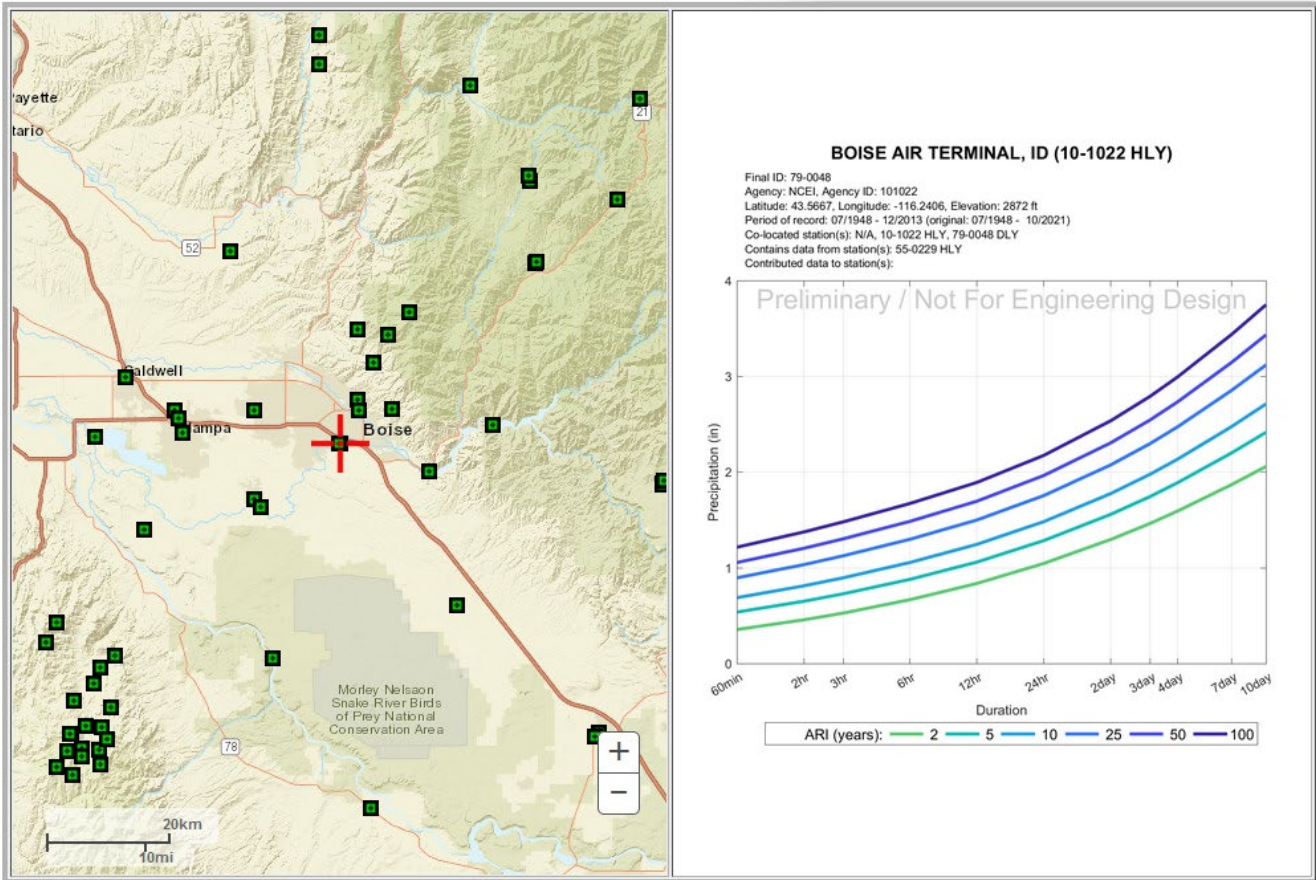 ayette
tario
21
52
Caldwell
ampa
Boise
Morley Nelsaon
Snake River Birds
of Prey National
Conservation Area
78
+
−
20km
10mi
BOISE AIR TERMINAL, ID (10-1022 HLY)
Final ID: 79-0048
Agency: NCEI, Agency ID: 101022
Latitude: 43.5667, Longitude: -116.2406, Elevation: 2872 ft
Period of record: 07/1948 - 12/2013 (original: 07/1948 - 10/2021)
Co-located station(s): N/A, 10-1022 HLY, 79-0048 DLY
Contains data from station(s): 55-0229 HLY
Contributed data to station(s):
Preliminary / Not For Engineering Design
4
3
2
1
0
Precipitation (in)
60min 2hr 3hr 6hr 12hr 24hr 2day 3day 4day 7day 10day
Duration
ARI (years): 2 5 10 25 50 100